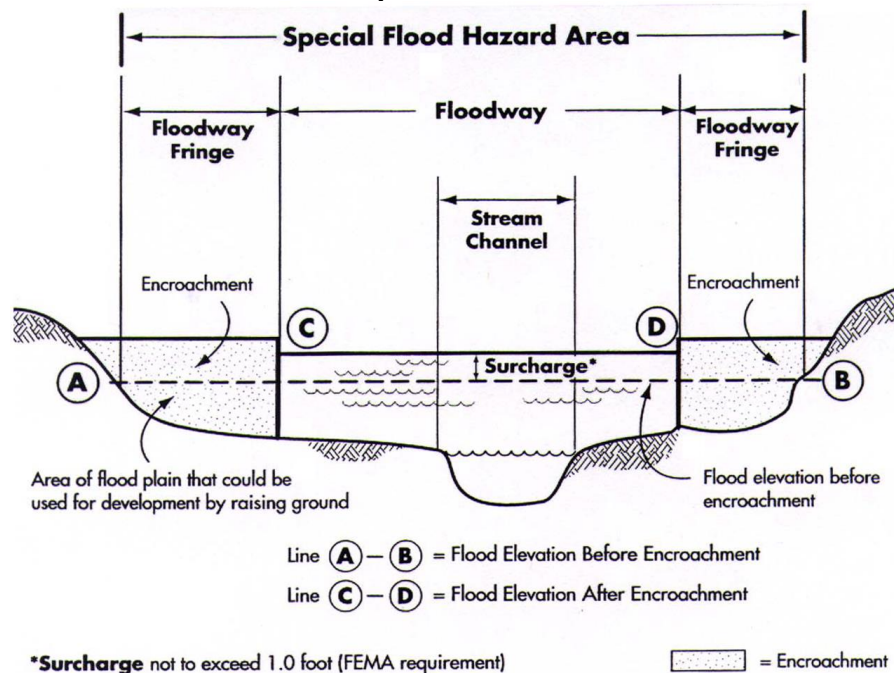 Special Flood Hazard Area
Floodway
Fringe
Floodway
Floodway
Fringe
Stream
Channel
Encroachment
Encroachment
C
D
Surcharge*
A
B
Area of flood plain that could be
used for development by raising ground
Flood elevation before
encroachment
Line A – B = Flood Elevation Before Encroachment
Line C – D = Flood Elevation After Encroachment
*Surcharge not to exceed 1.0 foot (FEMA requirement)
= Encroachment